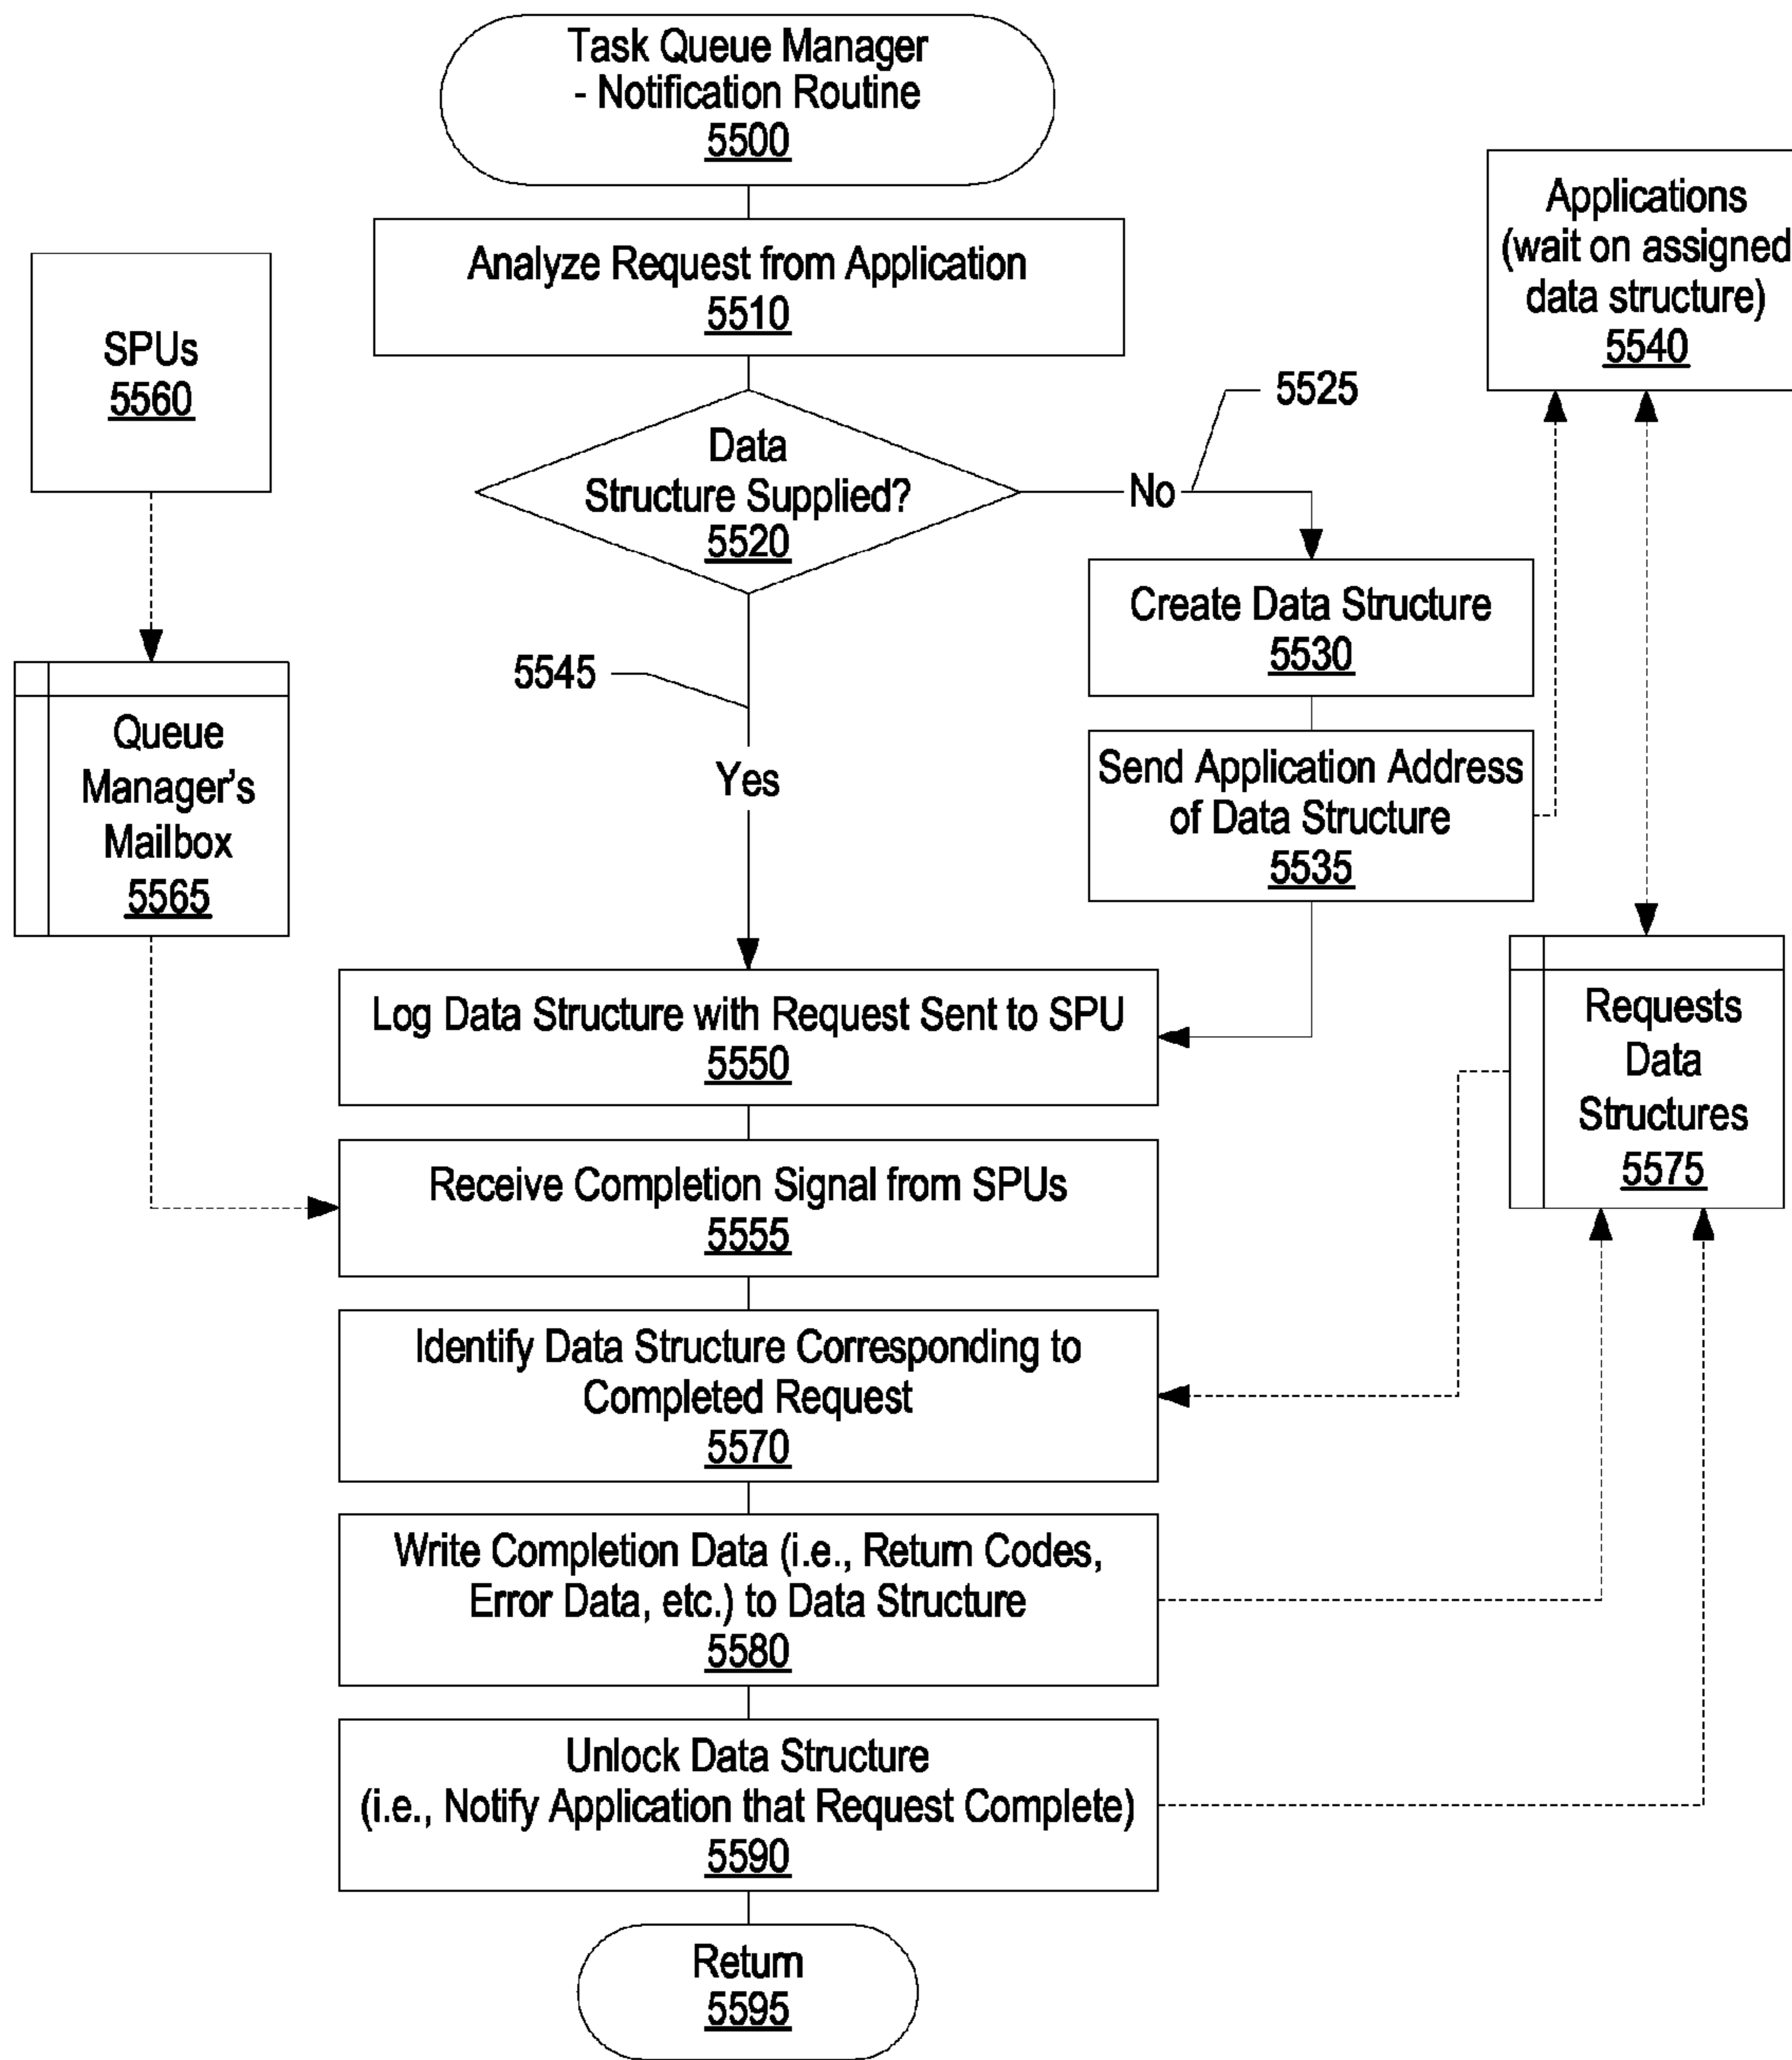 Task Queue Manager
- Notification Routine
5500
Analyze Request from Application
5510
Applications
(wait on assigned
data structure)
5540
SPUs
5560
5525
Data
Structure Supplied?
5520
No
Create Data Structure
5530
5545
Yes
Queue
Manager's
Mailbox
5565
Send Application Address
of Data Structure
5535
Log Data Structure with Request Sent to SPU
5550
Requests
Data
Structures
5575
Receive Completion Signal from SPUs
5555
Identify Data Structure Corresponding to
Completed Request
5570
Write Completion Data (i.e., Return Codes,
Error Data, etc.) to Data Structure
5580
Unlock Data Structure
(i.e., Notify Application that Request Complete)
5590
Return
5595